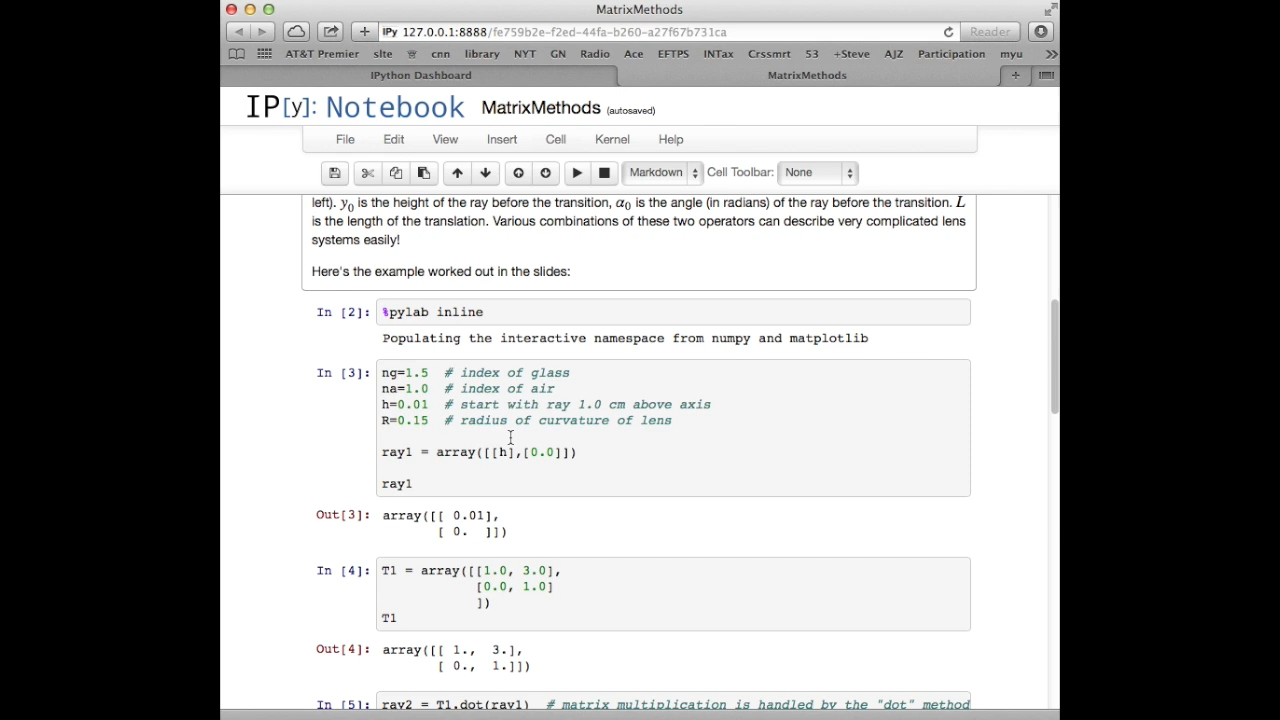 MatrixMethods
IPy 127.0.0.1:8888/fe759b2e-f2ed-44fa-b260-a27f67b731ca
Reader
AT&T Premier slte cnn library NYT GN Radio Ace EFTPS INTax Crssmrt 53 +Steve AJZ Participation myu
IPython Dashboard MatrixMethods
IP[y]: Notebook MatrixMethods (autosaved)
File Edit View Insert Cell Kernel Help
Markdown Cell Toolbar: None
left). y₀ is the height of the ray before the transition, α₀ is the angle (in radians) of the ray before the transition. L
is the length of the translation. Various combinations of these two operators can describe very complicated lens
systems easily!
Here's the example worked out in the slides:
In [2]: %pylab inline
Populating the interactive namespace from numpy and matplotlib
In [3]: ng=1.5 # index of glass
na=1.0 # index of air
h=0.01 # start with ray 1.0 cm above axis
R=0.15 # radius of curvature of lens
ray1 = array([[h],[0.0]])
ray1
Out[3]: array([[ 0.01],
[ 0. ]])
In [4]: T1 = array([[1.0, 3.0],
[0.0, 1.0]
])
T1
Out[4]: array([[ 1., 3.],
[ 0., 1.]])
In [5]: ray2 = T1.dot(ray1) # matrix multiplication is handled by the "dot" method